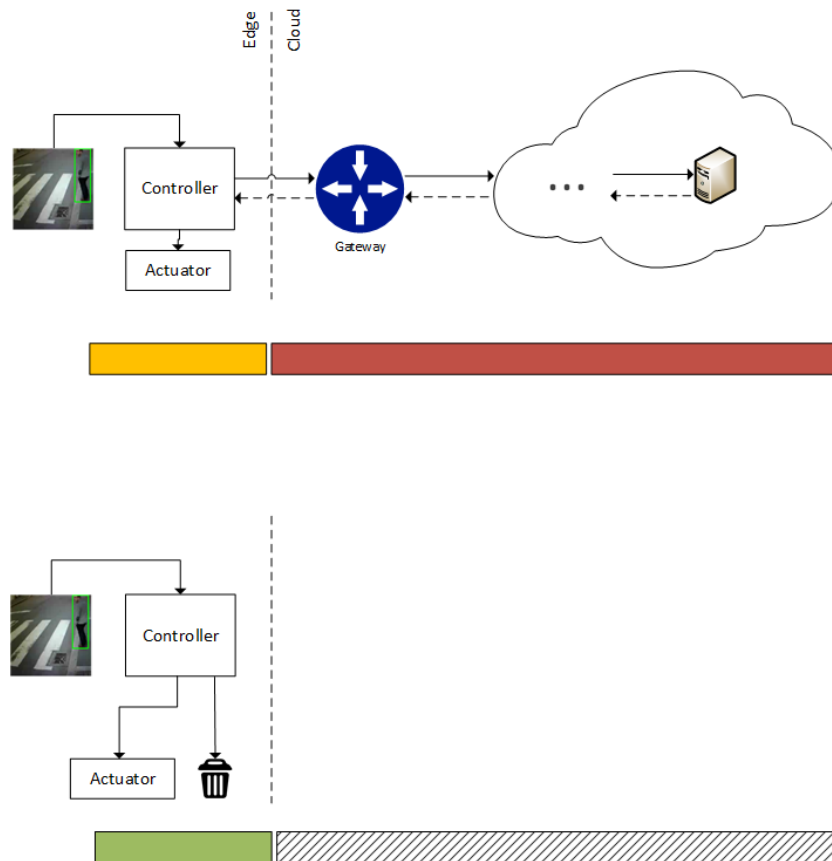 Edge
Cloud
Controller
Gateway
Actuator
Controller
Actuator